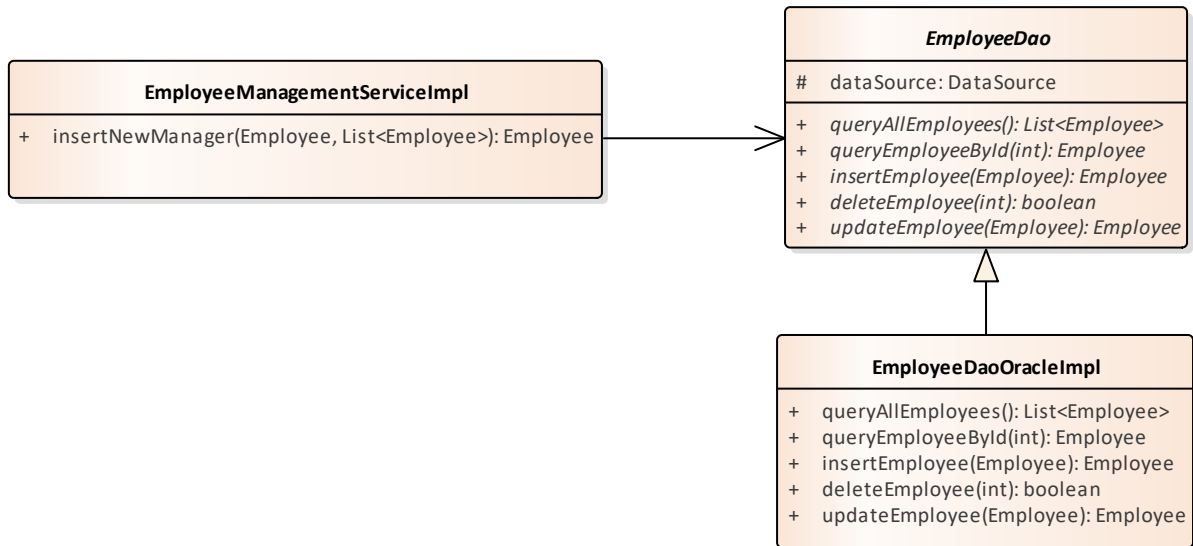 EmployeeDao
# dataSource: DataSource
+ queryAllEmployees(): List<Employee>
+ queryEmployeeById(int): Employee
+ insertEmployee(Employee): Employee
+ deleteEmployee(int): boolean
+ updateEmployee(Employee): Employee
EmployeeManagementServiceImpl
+ insertNewManager(Employee, List<Employee>): Employee
EmployeeDaoOracleImpl
+ queryAllEmployees(): List<Employee>
+ queryEmployeeById(int): Employee
+ insertEmployee(Employee): Employee
+ deleteEmployee(int): boolean
+ updateEmployee(Employee): Employee